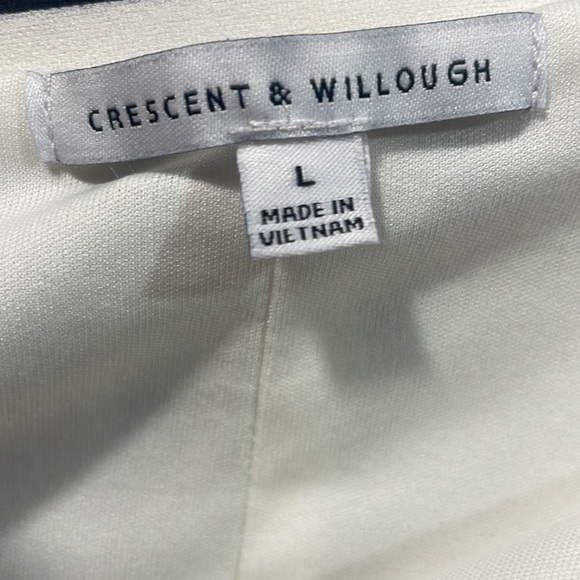 CRESCENT & WILLOUGH
L
MADE IN
VIETNAM